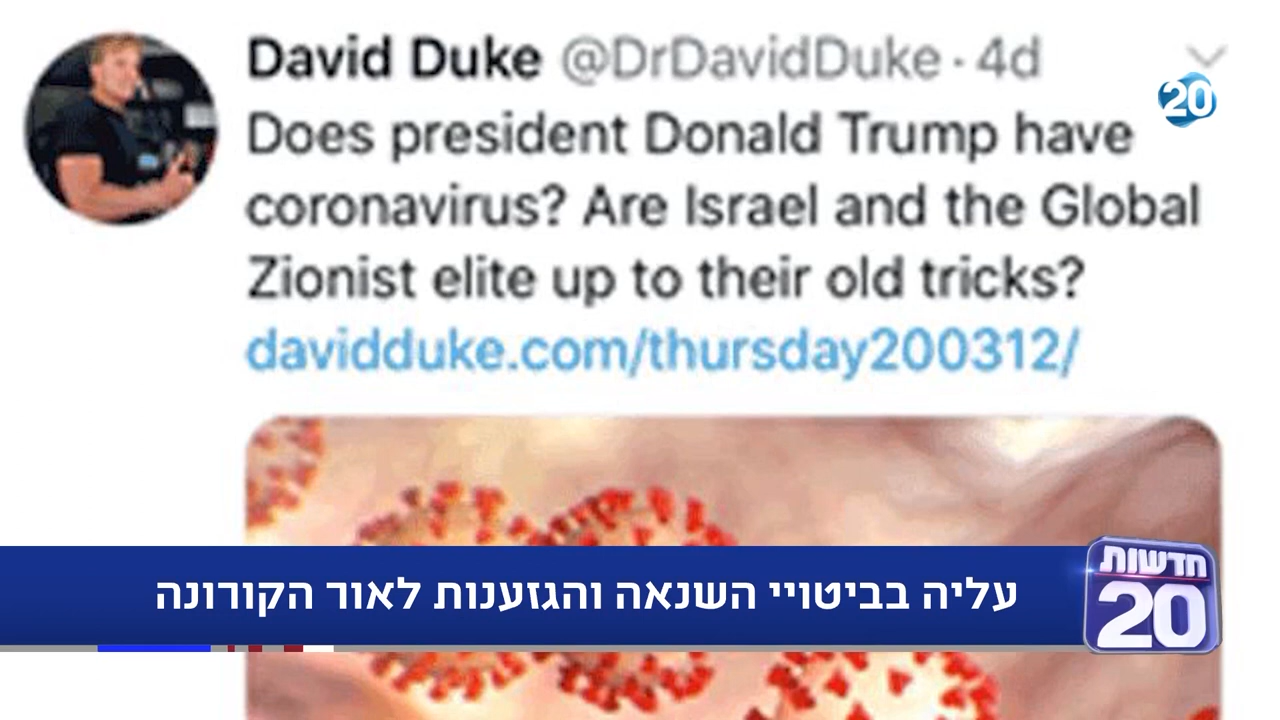 David Duke @DrDavidDuke · 4d
20
Does president Donald Trump have
coronavirus? Are Israel and the Global
Zionist elite up to their old tricks?
davidduke.com/thursday200312/
עליה בביטויי השנאה והגזענות לאור הקורונה
חדשות
20